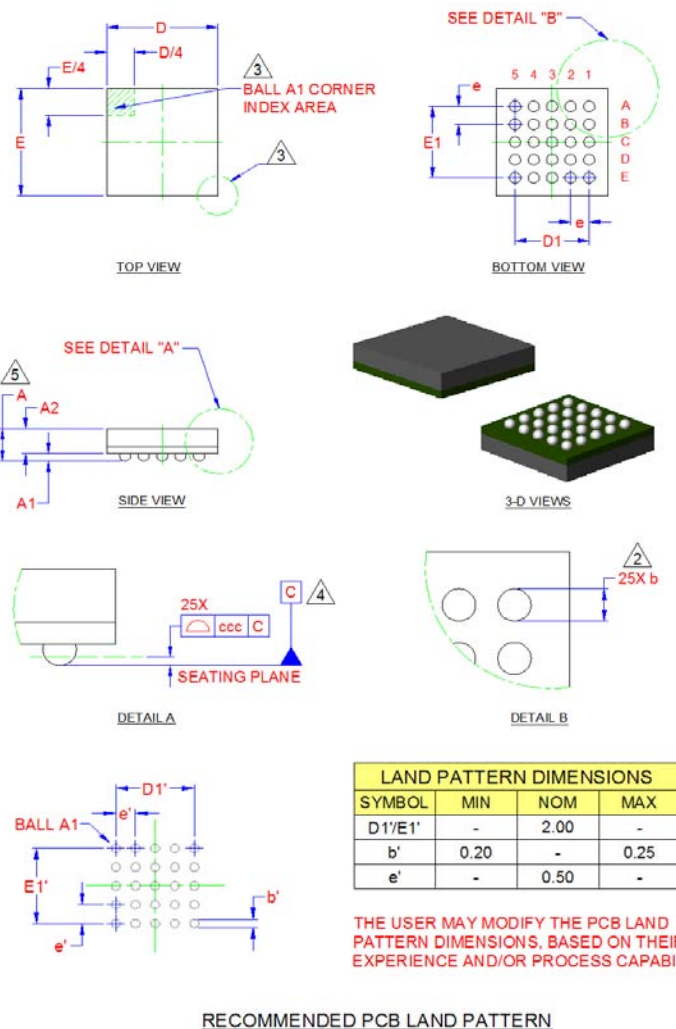 D
D/4
E/4
E
3
BALL A1 CORNER
INDEX AREA
3
TOP VIEW
SEE DETAIL "B"
5 4 3 2 1
e
E1
A
B
C
D
E
e
D1
BOTTOM VIEW
SEE DETAIL "A"
5
A
A2
A1
SIDE VIEW
3-D VIEWS
25X
ccc C
C
4
SEATING PLANE
DETAIL A
2
25X b
DETAIL B
D1'
e'
BALL A1
E1'
e'
b'
LAND PATTERN DIMENSIONS
SYMBOL MIN NOM MAX
D1'/E1' - 2.00 -
b' 0.20 - 0.25
e' - 0.50 -
THE USER MAY MODIFY THE PCB LAND
PATTERN DIMENSIONS, BASED ON THEI
EXPERIENCE AND/OR PROCESS CAPABI
RECOMMENDED PCB LAND PATTERN